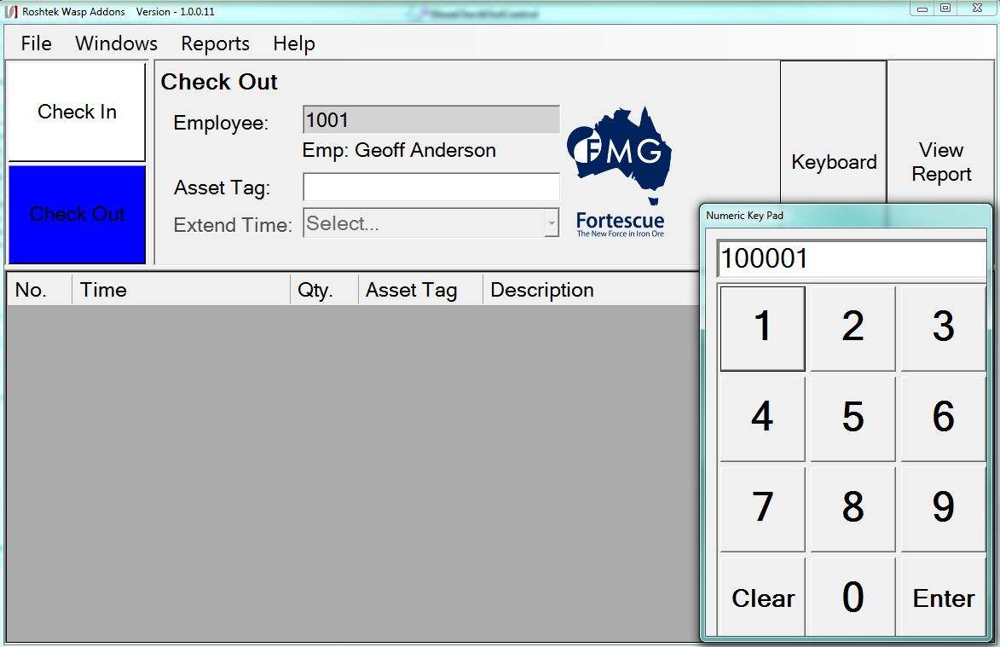 Roshtek Wasp Addons Version - 1.0.0.11
File Windows Reports Help
Check In
Check Out
Check Out
Employee: 1001
Emp: Geoff Anderson
Asset Tag:
Extend Time: Select...
FMG
Fortescue
The New Force in Iron Ore
Keyboard
View
Report
No. Time Qty. Asset Tag Description
Numeric Key Pad
100001
1 2 3
4 5 6
7 8 9
Clear 0 Enter